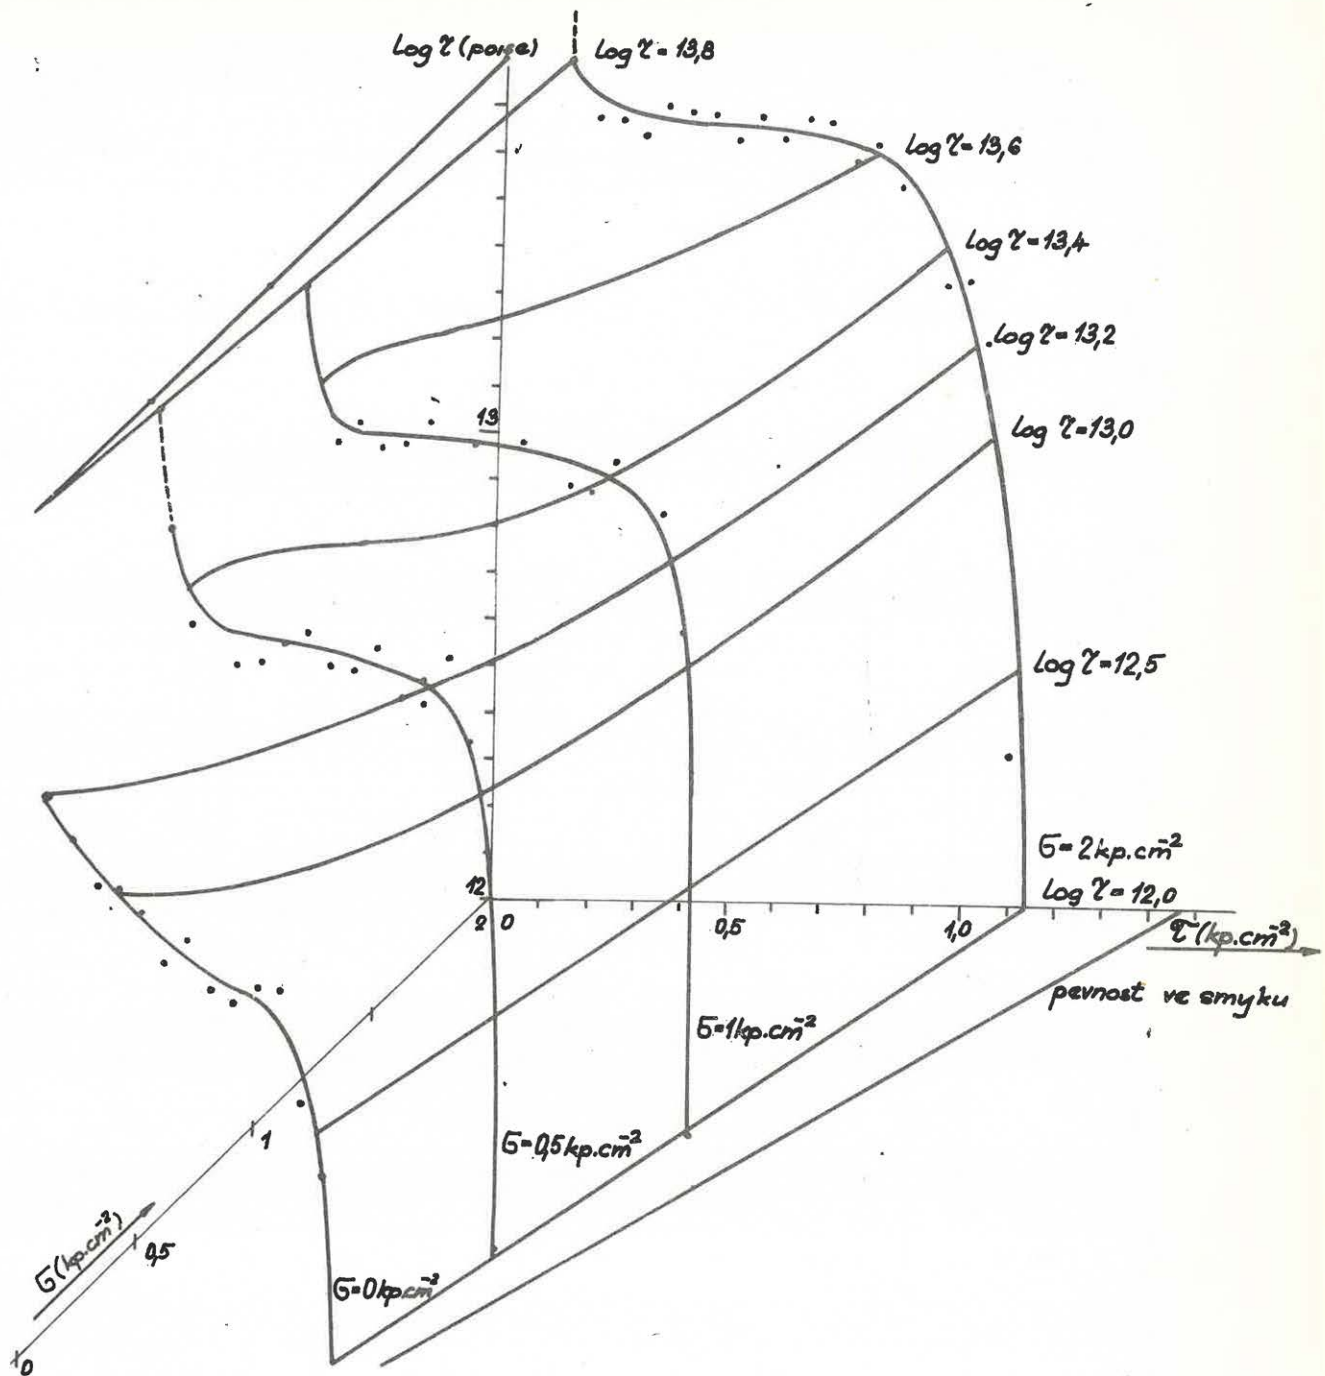 Log τ (poise)
Log τ = 13,8
Log τ = 13,6
Log τ = 13,4
Log τ = 13,2
13
Log τ = 13,0
Log τ = 12,5
G = 2 kp.cm⁻²
12
Log τ = 12,0
2 0
0,5
1,0
τ (kp.cm⁻²)
pevnost ve smyku
G = 1 kp.cm⁻²
1
G = 0,5 kp.cm⁻²
G (kp.cm⁻²)
0,5
G = 0 kp.cm⁻²
0